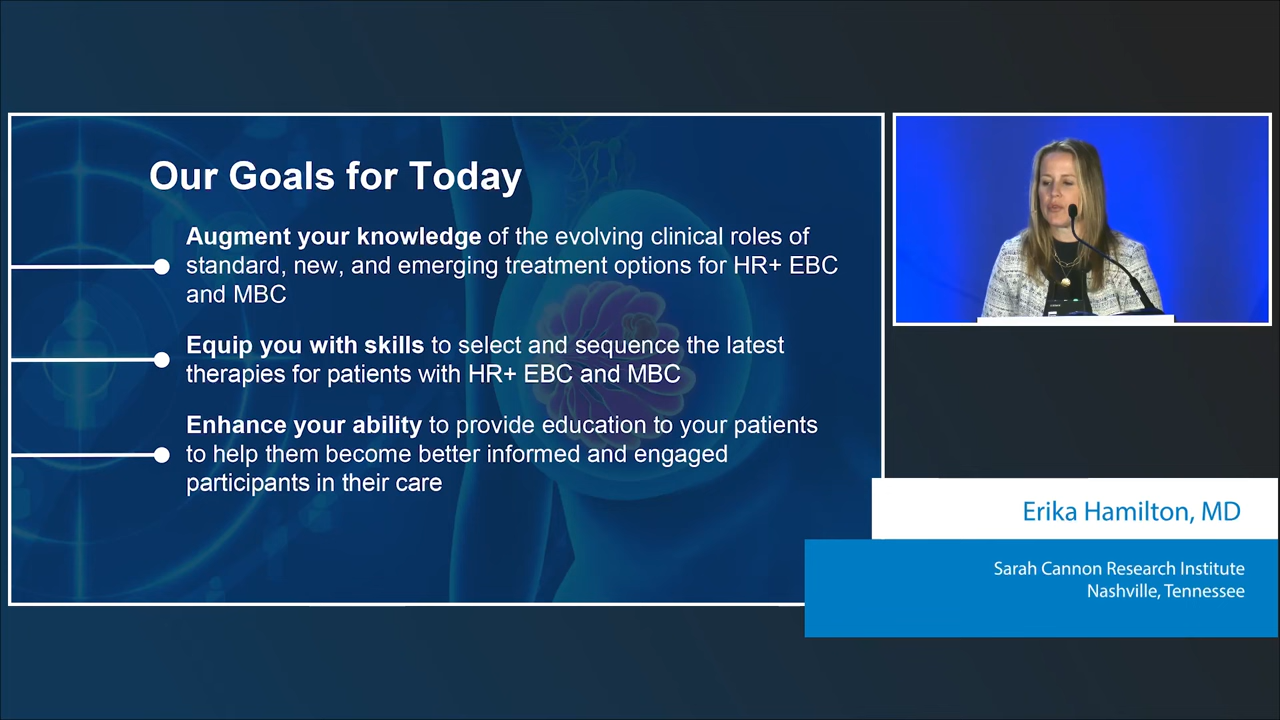 Our Goals for Today
Augment your knowledge of the evolving clinical roles of
standard, new, and emerging treatment options for HR+ EBC
and MBC
Equip you with skills to select and sequence the latest
therapies for patients with HR+ EBC and MBC
Enhance your ability to provide education to your patients
to help them become better informed and engaged
participants in their care
Erika Hamilton, MD
Sarah Cannon Research Institute
Nashville, Tennessee